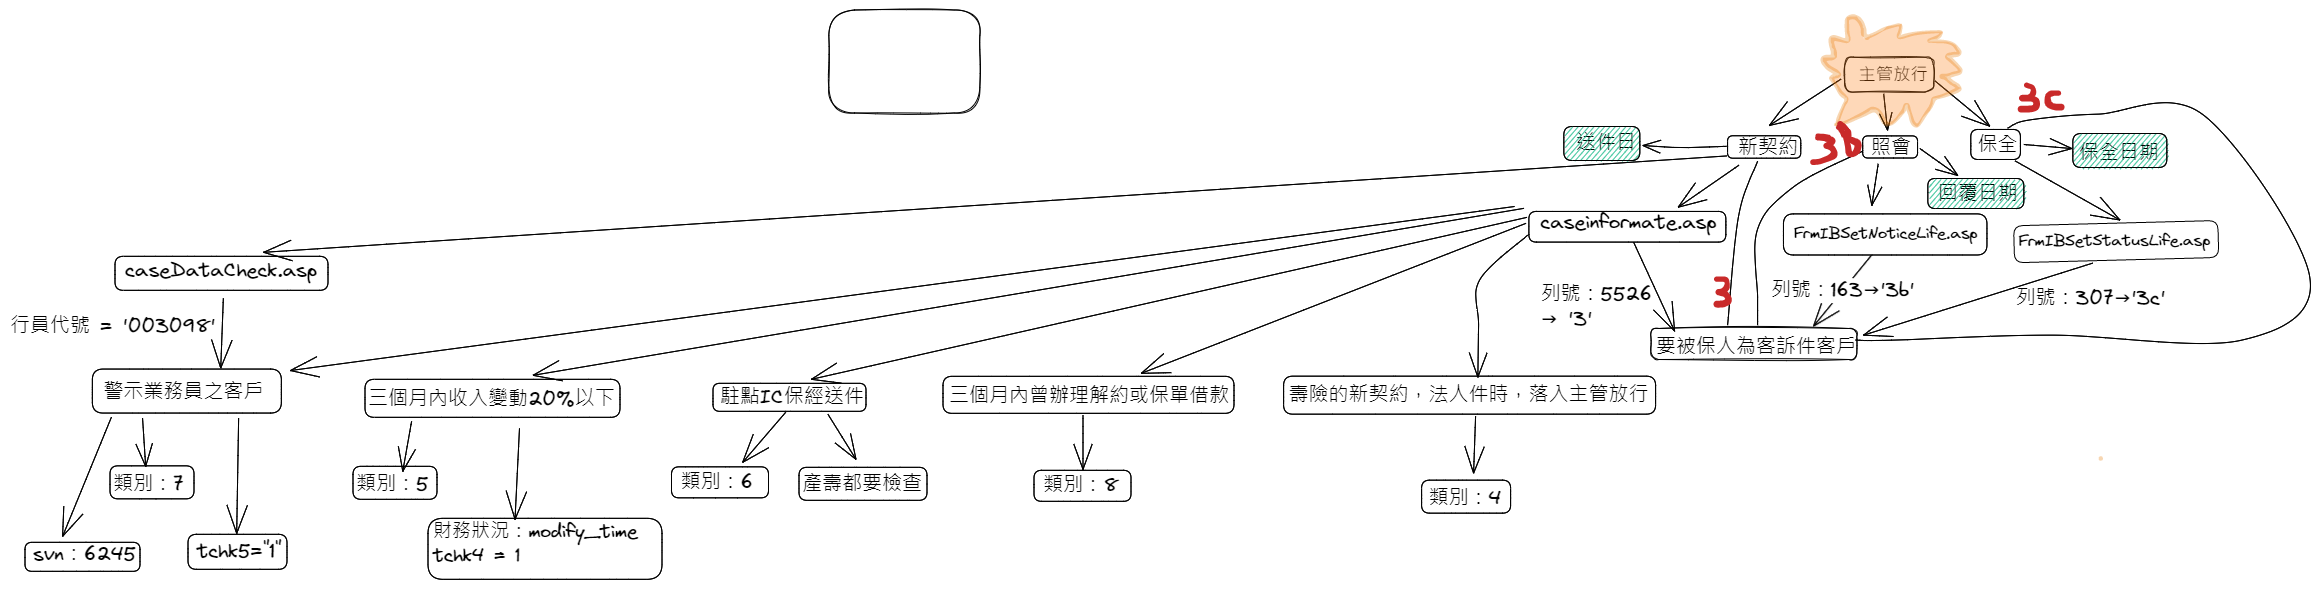 主管放行
3c
送件日
新契約
3b
照會
保全
保全日期
回覆日期
caseinformate.asp
FrmIBSetNoticeLife.asp
FrmIBSetStatusLife.asp
caseDataCheck.asp
列號：5526
→ '3'
3
列號：163→'3b'
列號：307→'3c'
行員代號 = '003098'
要被保人為客訴件客戶
警示業務員之客戶
三個月內收入變動20%以下
駐點IC保經送件
三個月內曾辦理解約或保單借款
壽險的新契約，法人件時，落入主管放行
類別：7
類別：5
類別：6
產壽都要檢查
類別：8
類別：4
svn：6245
tchk5="1"
財務狀況：modify_time
tchk4 = 1